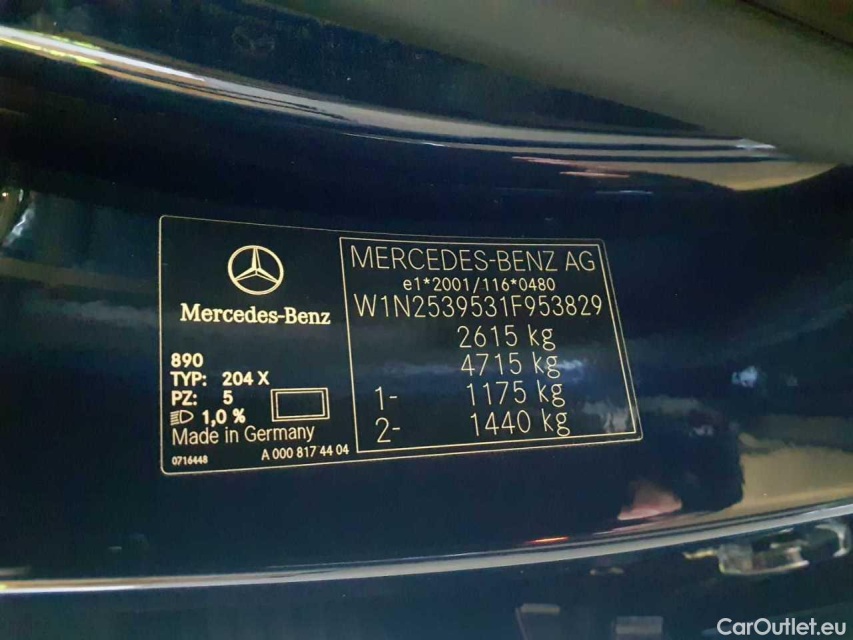 Mercedes-Benz
890
TYP: 204 X
PZ: 5
1,0 %
Made in Germany
0716448 A 000 817 44 04
MERCEDES-BENZ AG
e1*2001/116*0480
W1N2539531F953829
2615 kg
4715 kg
1- 1175 kg
2- 1440 kg
CarOutlet.eu